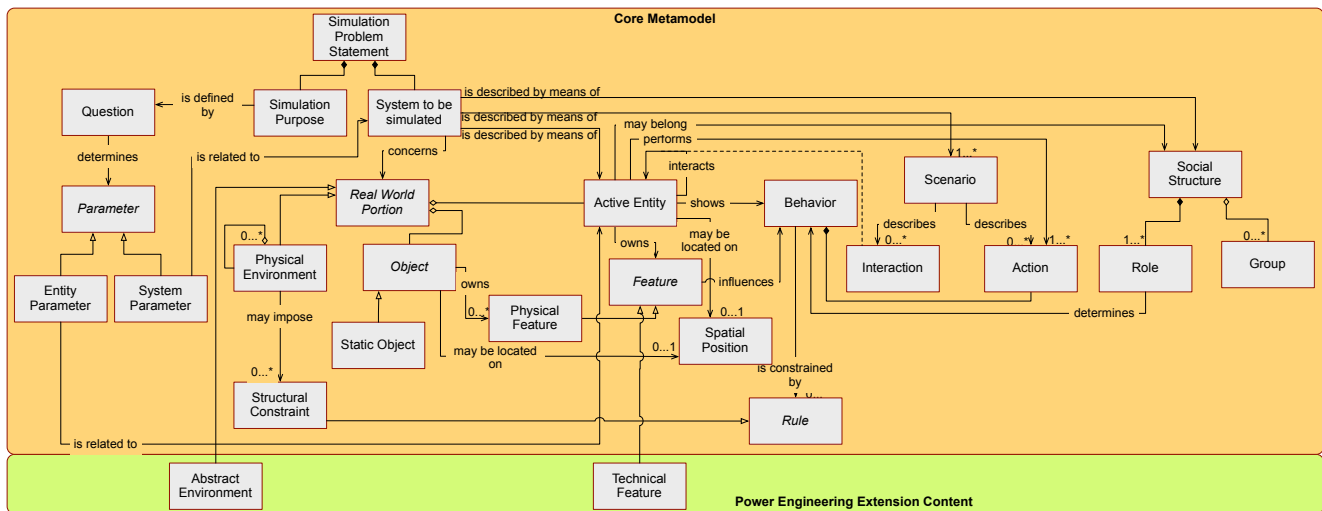 Core Metamodel
Simulation
Problem
Statement
is described by means of
Question
is defined
by
Simulation
Purpose
System to be
simulated
is described by means of
is described by means of
may belong
performs
determines
is related to
concerns
interacts
1...*
Scenario
Social
Structure
Parameter
Real World
Portion
Active Entity
shows
Behavior
0...*
Physical
Environment
owns
may be
located on
describes
describes
0...*
0...*
1...*
1...*
0...*
Entity
Parameter
System
Parameter
Object
owns
Feature
influences
Interaction
Action
Role
Group
may impose
0...*
Physical
Feature
0...1
determines
Static Object
may be located
on
0...1
Spatial
Position
is constrained
by
0...*
Structural
Constraint
Rule
is related to
Abstract
Environment
Technical
Feature
Power Engineering Extension Content